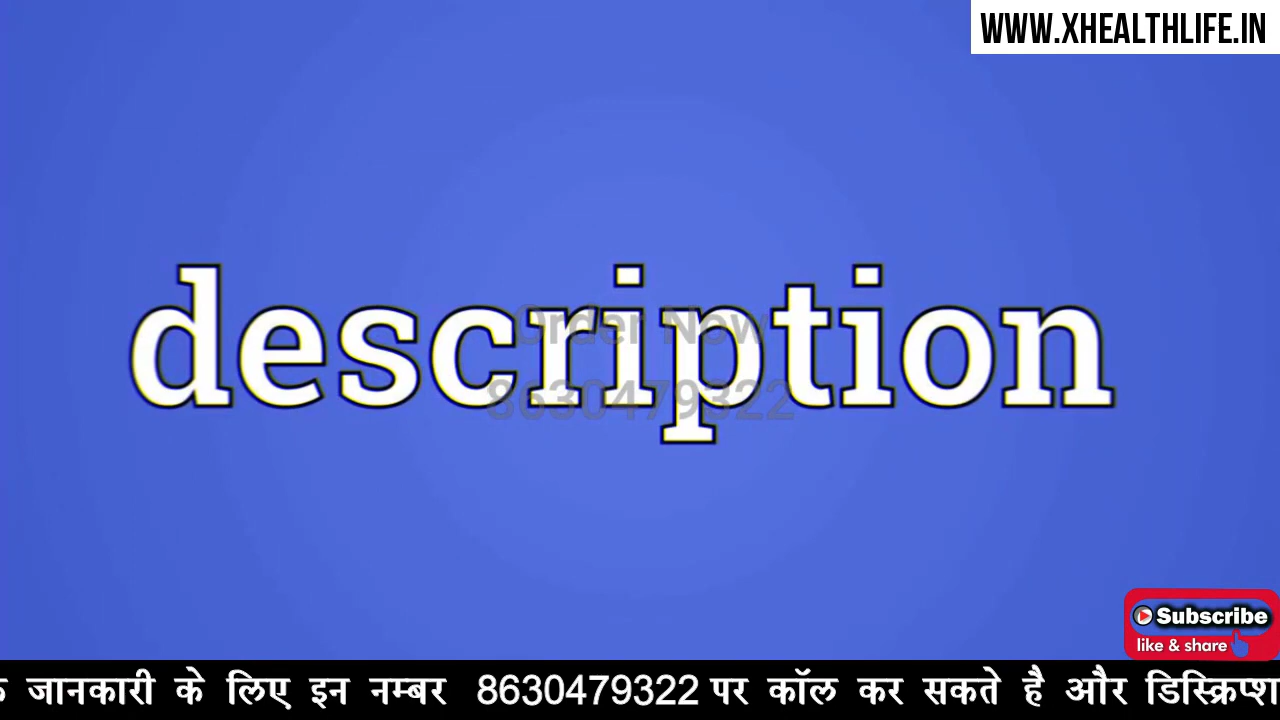 WWW.XHEALTHLIFE.IN
description
Order Now
8630479322
Subscribe
like & share
जानकारी के लिए इन नम्बर 8630479322 पर कॉल कर सकते है और